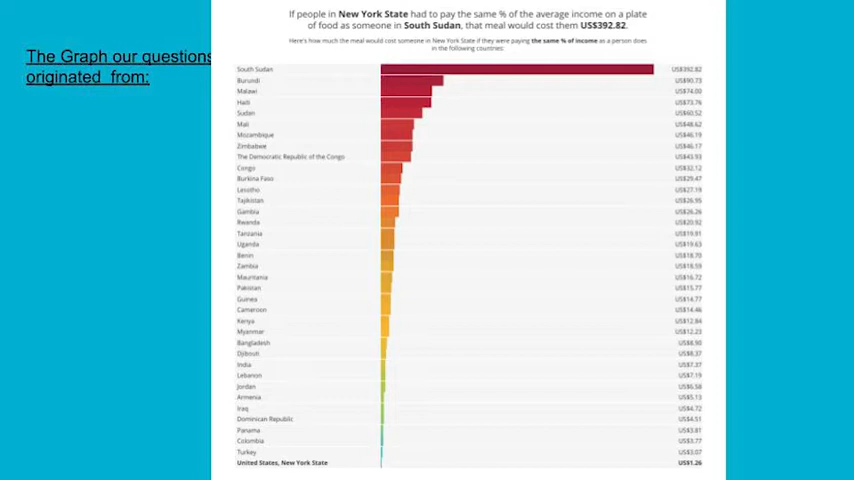 The Graph our questions
originated from:
If people in New York State had to pay the same % of the average income on a plate
of food as someone in South Sudan, that meal would cost them US$392.82.
Here's how much the meal would cost someone in New York State if they were paying the same % of income as a person does
in the following countries:
South Sudan US$392.82
Burundi US$90.73
Malawi US$74.00
Haiti US$73.76
Sudan US$60.52
Mali US$48.62
Mozambique US$46.19
Zimbabwe US$46.17
The Democratic Republic of the Congo US$43.93
Congo US$32.12
Burkina Faso US$29.47
Lesotho US$27.19
Tajikistan US$26.95
Gambia US$26.26
Rwanda US$20.92
Tanzania US$19.91
Uganda US$19.63
Benin US$18.70
Zambia US$18.59
Mauritania US$16.72
Pakistan US$15.77
Guinea US$14.77
Cameroon US$14.46
Kenya US$12.84
Myanmar US$12.23
Bangladesh US$8.90
Djibouti US$8.37
India US$7.37
Lebanon US$7.19
Jordan US$6.58
Armenia US$5.13
Iraq US$4.72
Dominican Republic US$4.51
Panama US$3.81
Colombia US$3.77
Turkey US$3.07
United States, New York State US$1.26